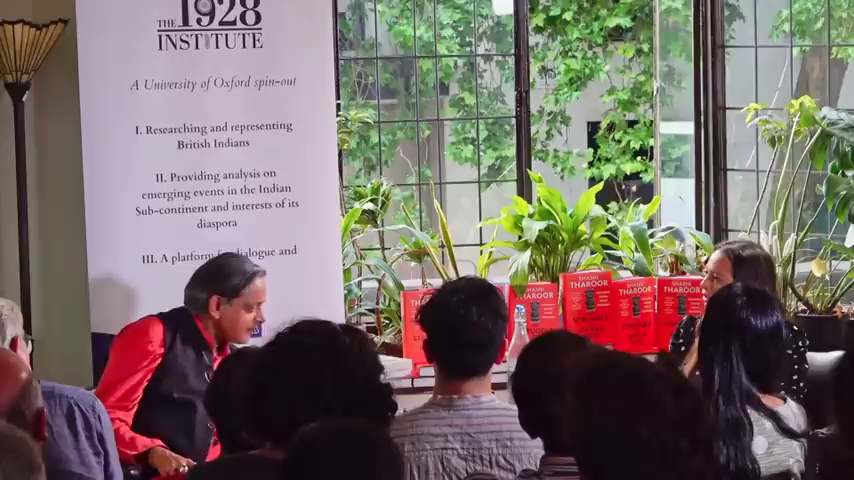 THE 1928
INSTITUTE
A University of Oxford spin-out
I. Researching and representing
British Indians
II. Providing analysis on
emerging events in the Indian
Sub-continent and interests of its
diaspora
III. A platform for dialogue and
SHASHI
THAROOR
SHASHI
THAROOR
SHASHI
THAROOR
SHASHI
THAROOR